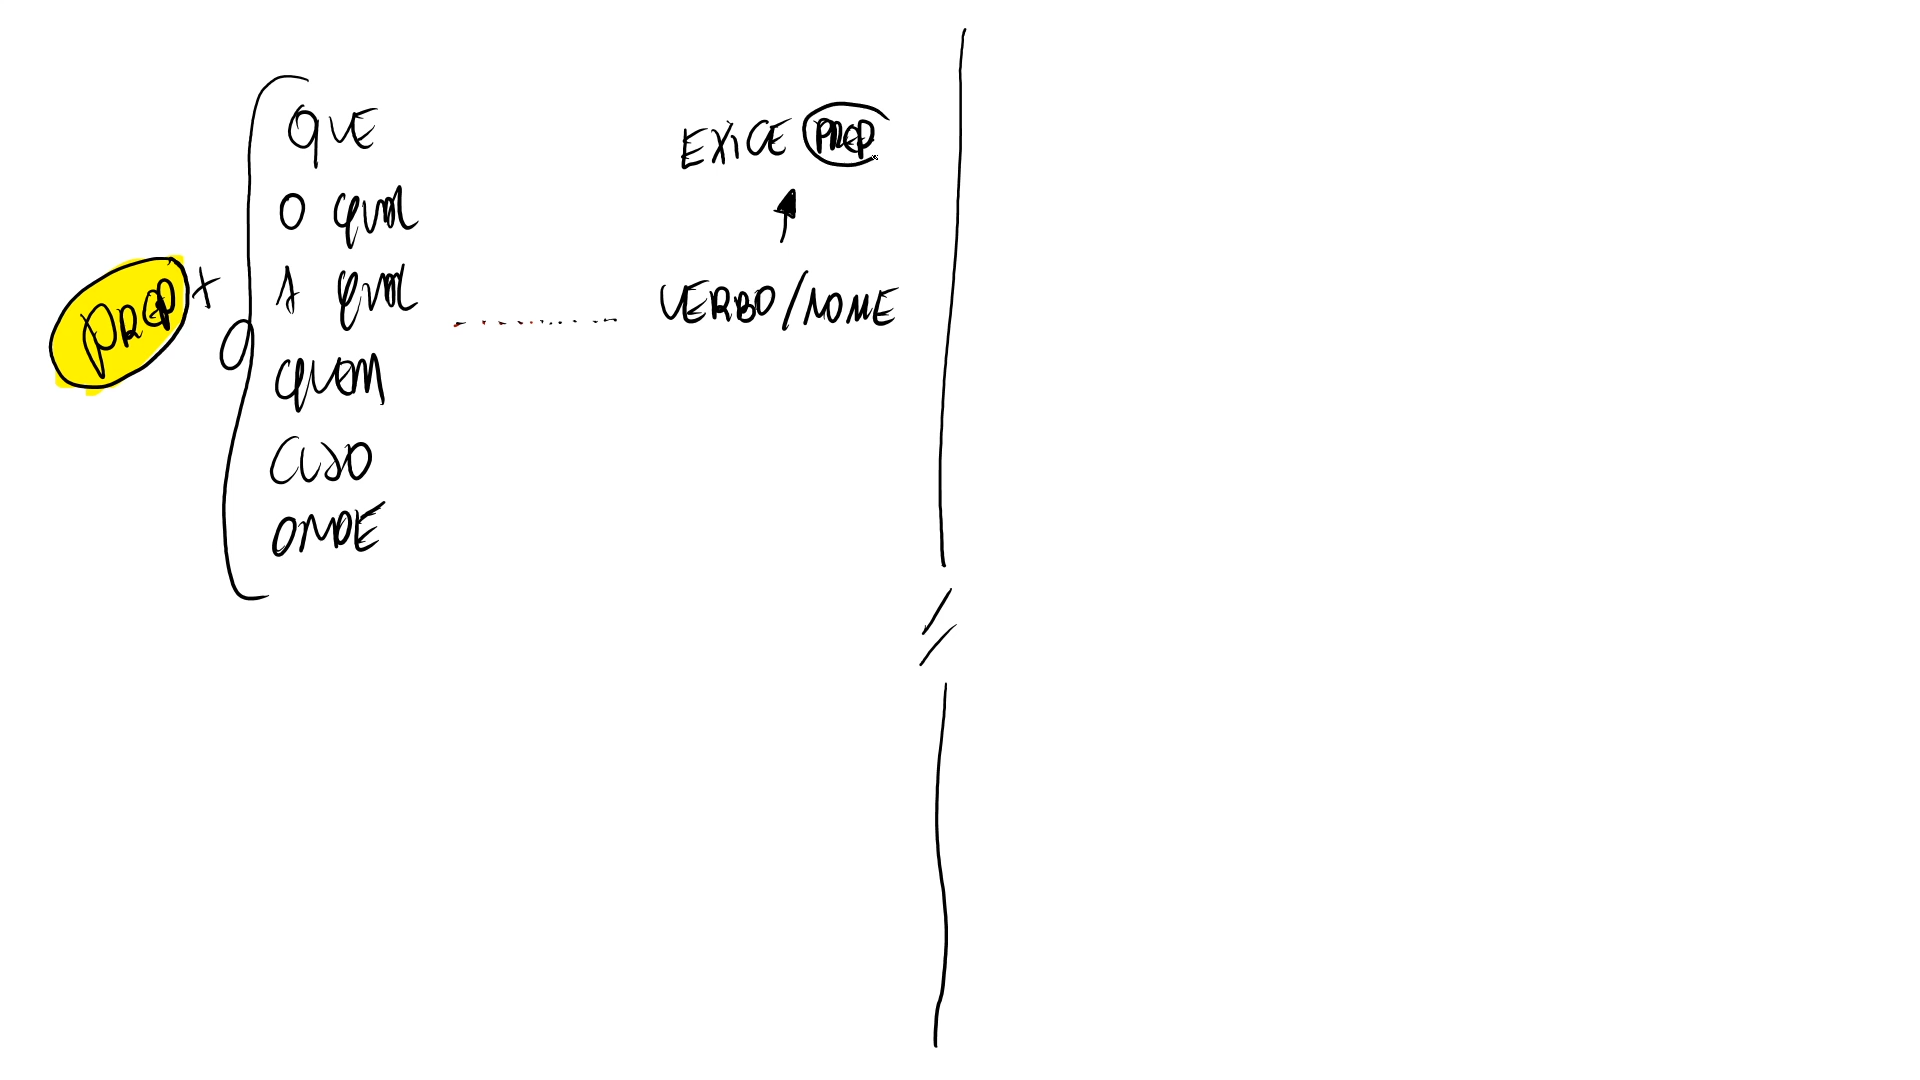 QUE
EXIGE PREP
O QUAL
PREP +
A QUAL
VERBO/NOME
QUEM
CUJO
ONDE